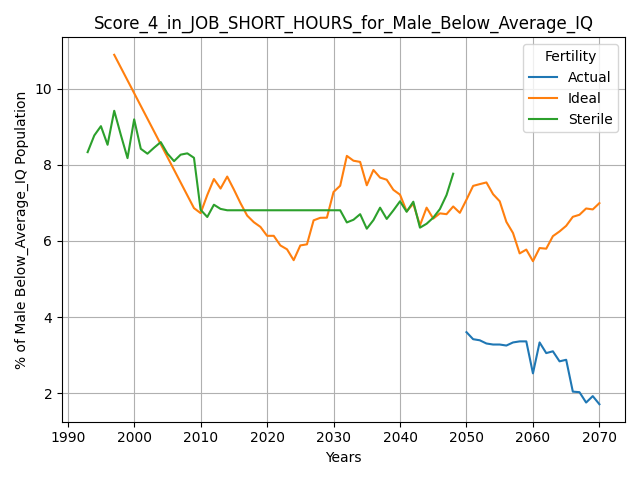 Score_4_in_JOB_SHORT_HOURS_for_Male_Below_Average_IQ
Fertility
Actual
Ideal
Sterile
% of Male Below_Average_IQ Population
10
8
6
4
2
1990 2000 2010 2020 2030 2040 2050 2060 2070
Years